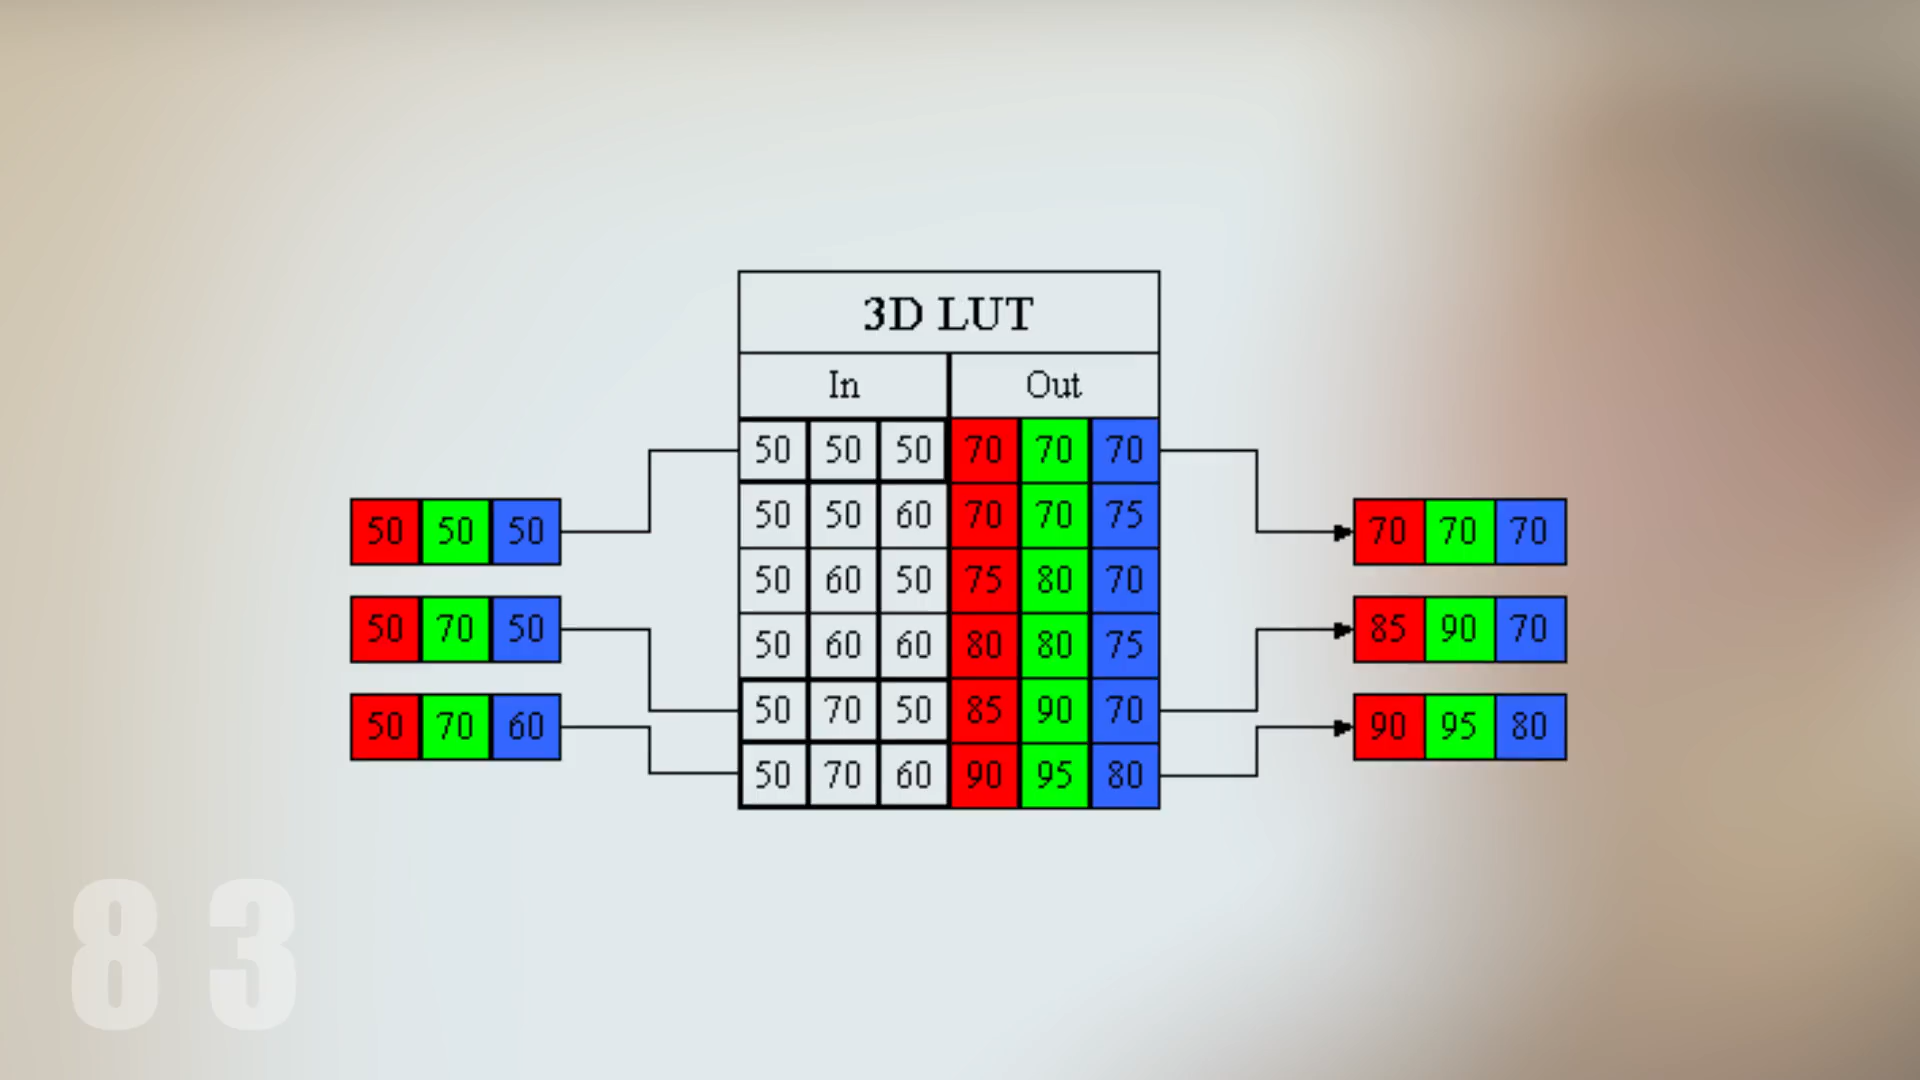 3D LUT
In Out
50 50 50 70 70 70
50 50 60 70 70 75
50 60 50 75 80 70
50 60 60 80 80 75
50 70 50 85 90 70
50 70 60 90 95 80
50 50 50
50 70 50
50 70 60
70 70 70
85 90 70
90 95 80
83